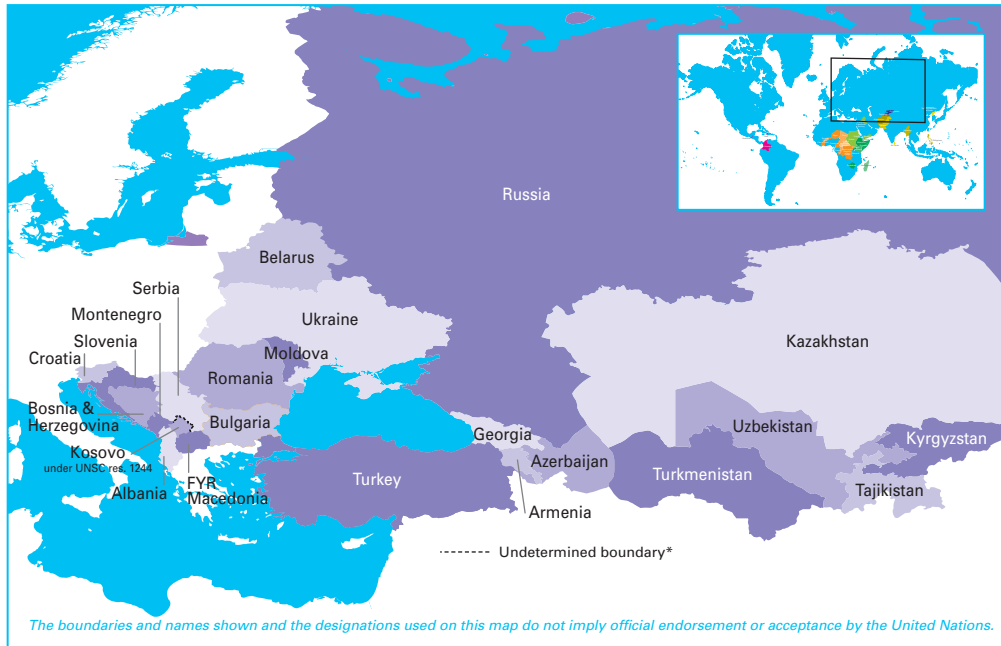 Russia
Belarus
Serbia
Montenegro
Ukraine
Slovenia
Kazakhstan
Croatia
Moldova
Romania
Bosnia &
Herzegovina
Bulgaria
Uzbekistan
Georgia
Kyrgyzstan
Kosovo
under UNSC res. 1244
Azerbaijan
Turkey
Turkmenistan
FYR
Macedonia
Albania
Tajikistan
Armenia
Undetermined boundary*
The boundaries and names shown and the designations used on this map do not imply official endorsement or acceptance by the United Nations.